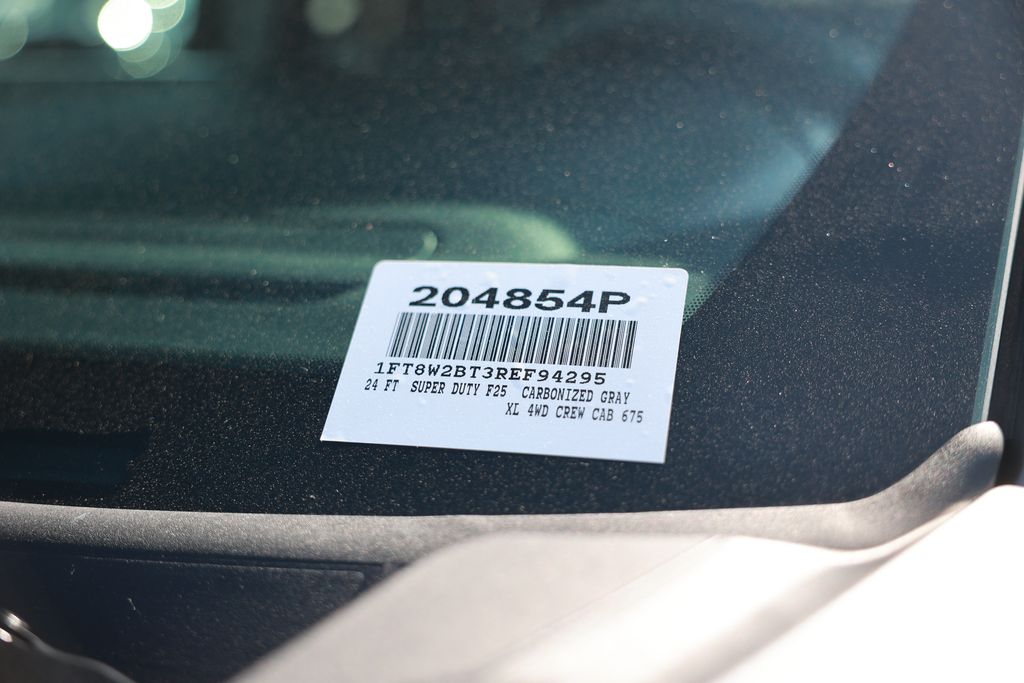 204854P
1FT8W2BT3REF94295
24 FT SUPER DUTY F25 CARBONIZED GRAY
XL 4WD CREW CAB 675